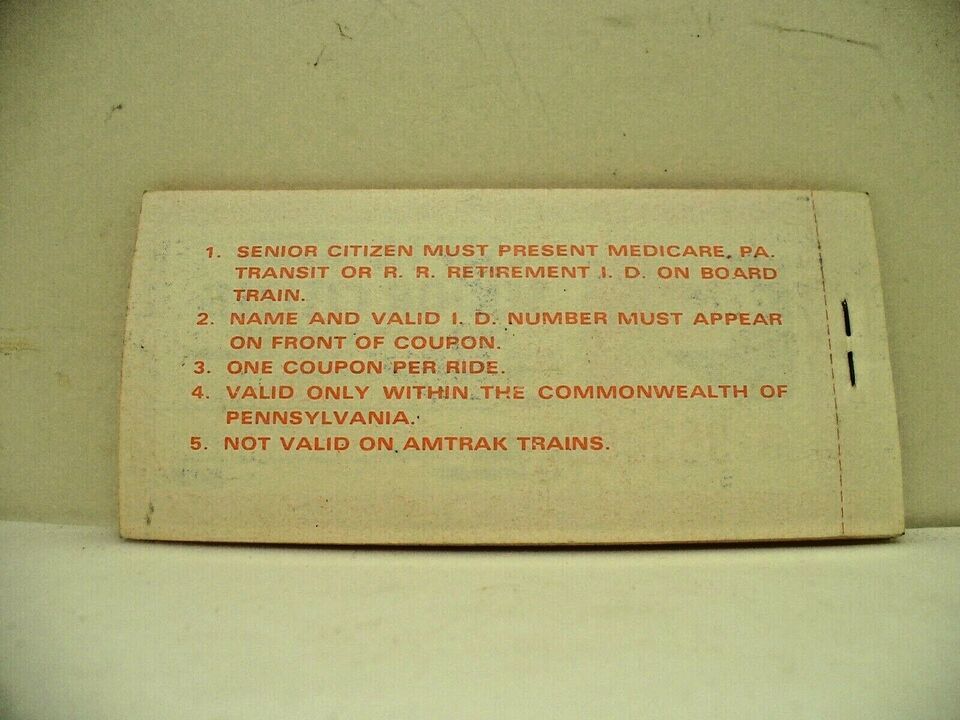 1. SENIOR CITIZEN MUST PRESENT MEDICARE, PA.
TRANSIT OR R. R. RETIREMENT I. D. ON BOARD
TRAIN.
2. NAME AND VALID I. D. NUMBER MUST APPEAR
ON FRONT OF COUPON.
3. ONE COUPON PER RIDE.
4. VALID ONLY WITHIN THE COMMONWEALTH OF
PENNSYLVANIA.
5. NOT VALID ON AMTRAK TRAINS.